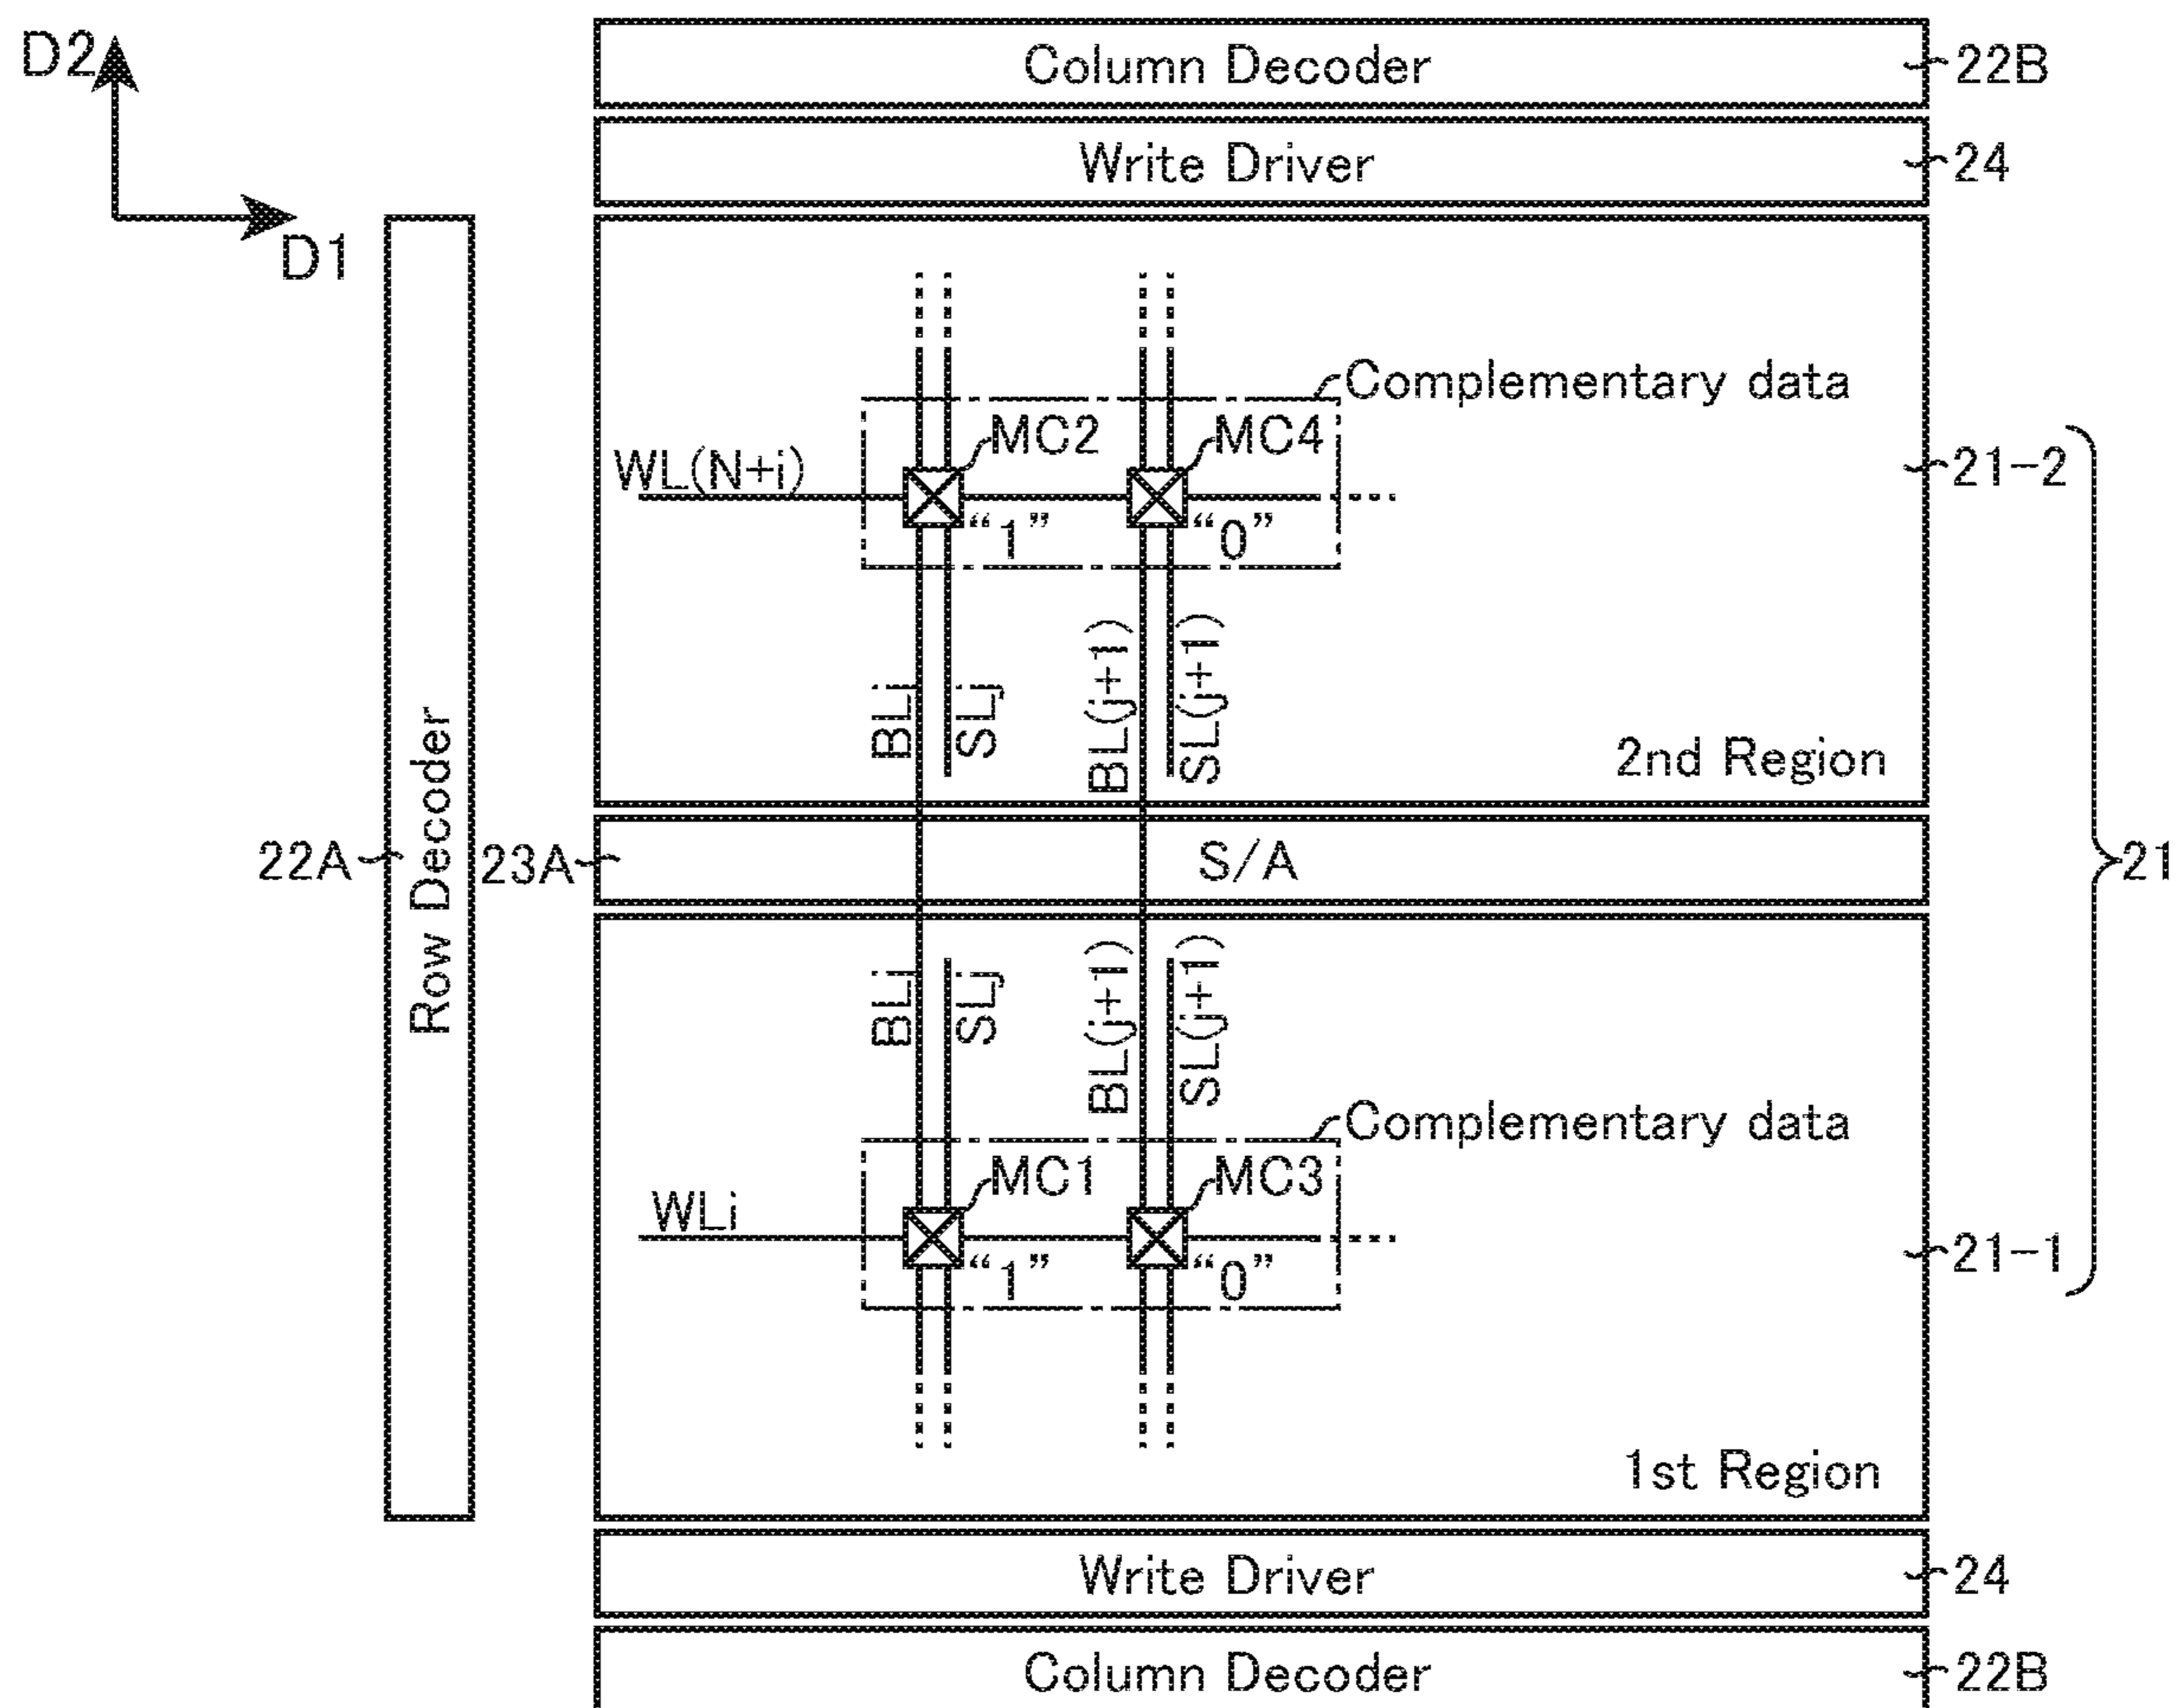 D2
Column Decoder
22B
Write Driver
24
D1
Complementary data
MC2
MC4
WL(N+i)
21-2
“1”
“0”
BLj
SLj
BL(j+1)
SL(j+1)
2nd Region
Row Decoder
22A
23A
S/A
21
BLj
SLj
BL(j+1)
SL(j+1)
Complementary data
MC1
MC3
WLi
21-1
“1”
“0”
1st Region
Write Driver
24
Column Decoder
22B